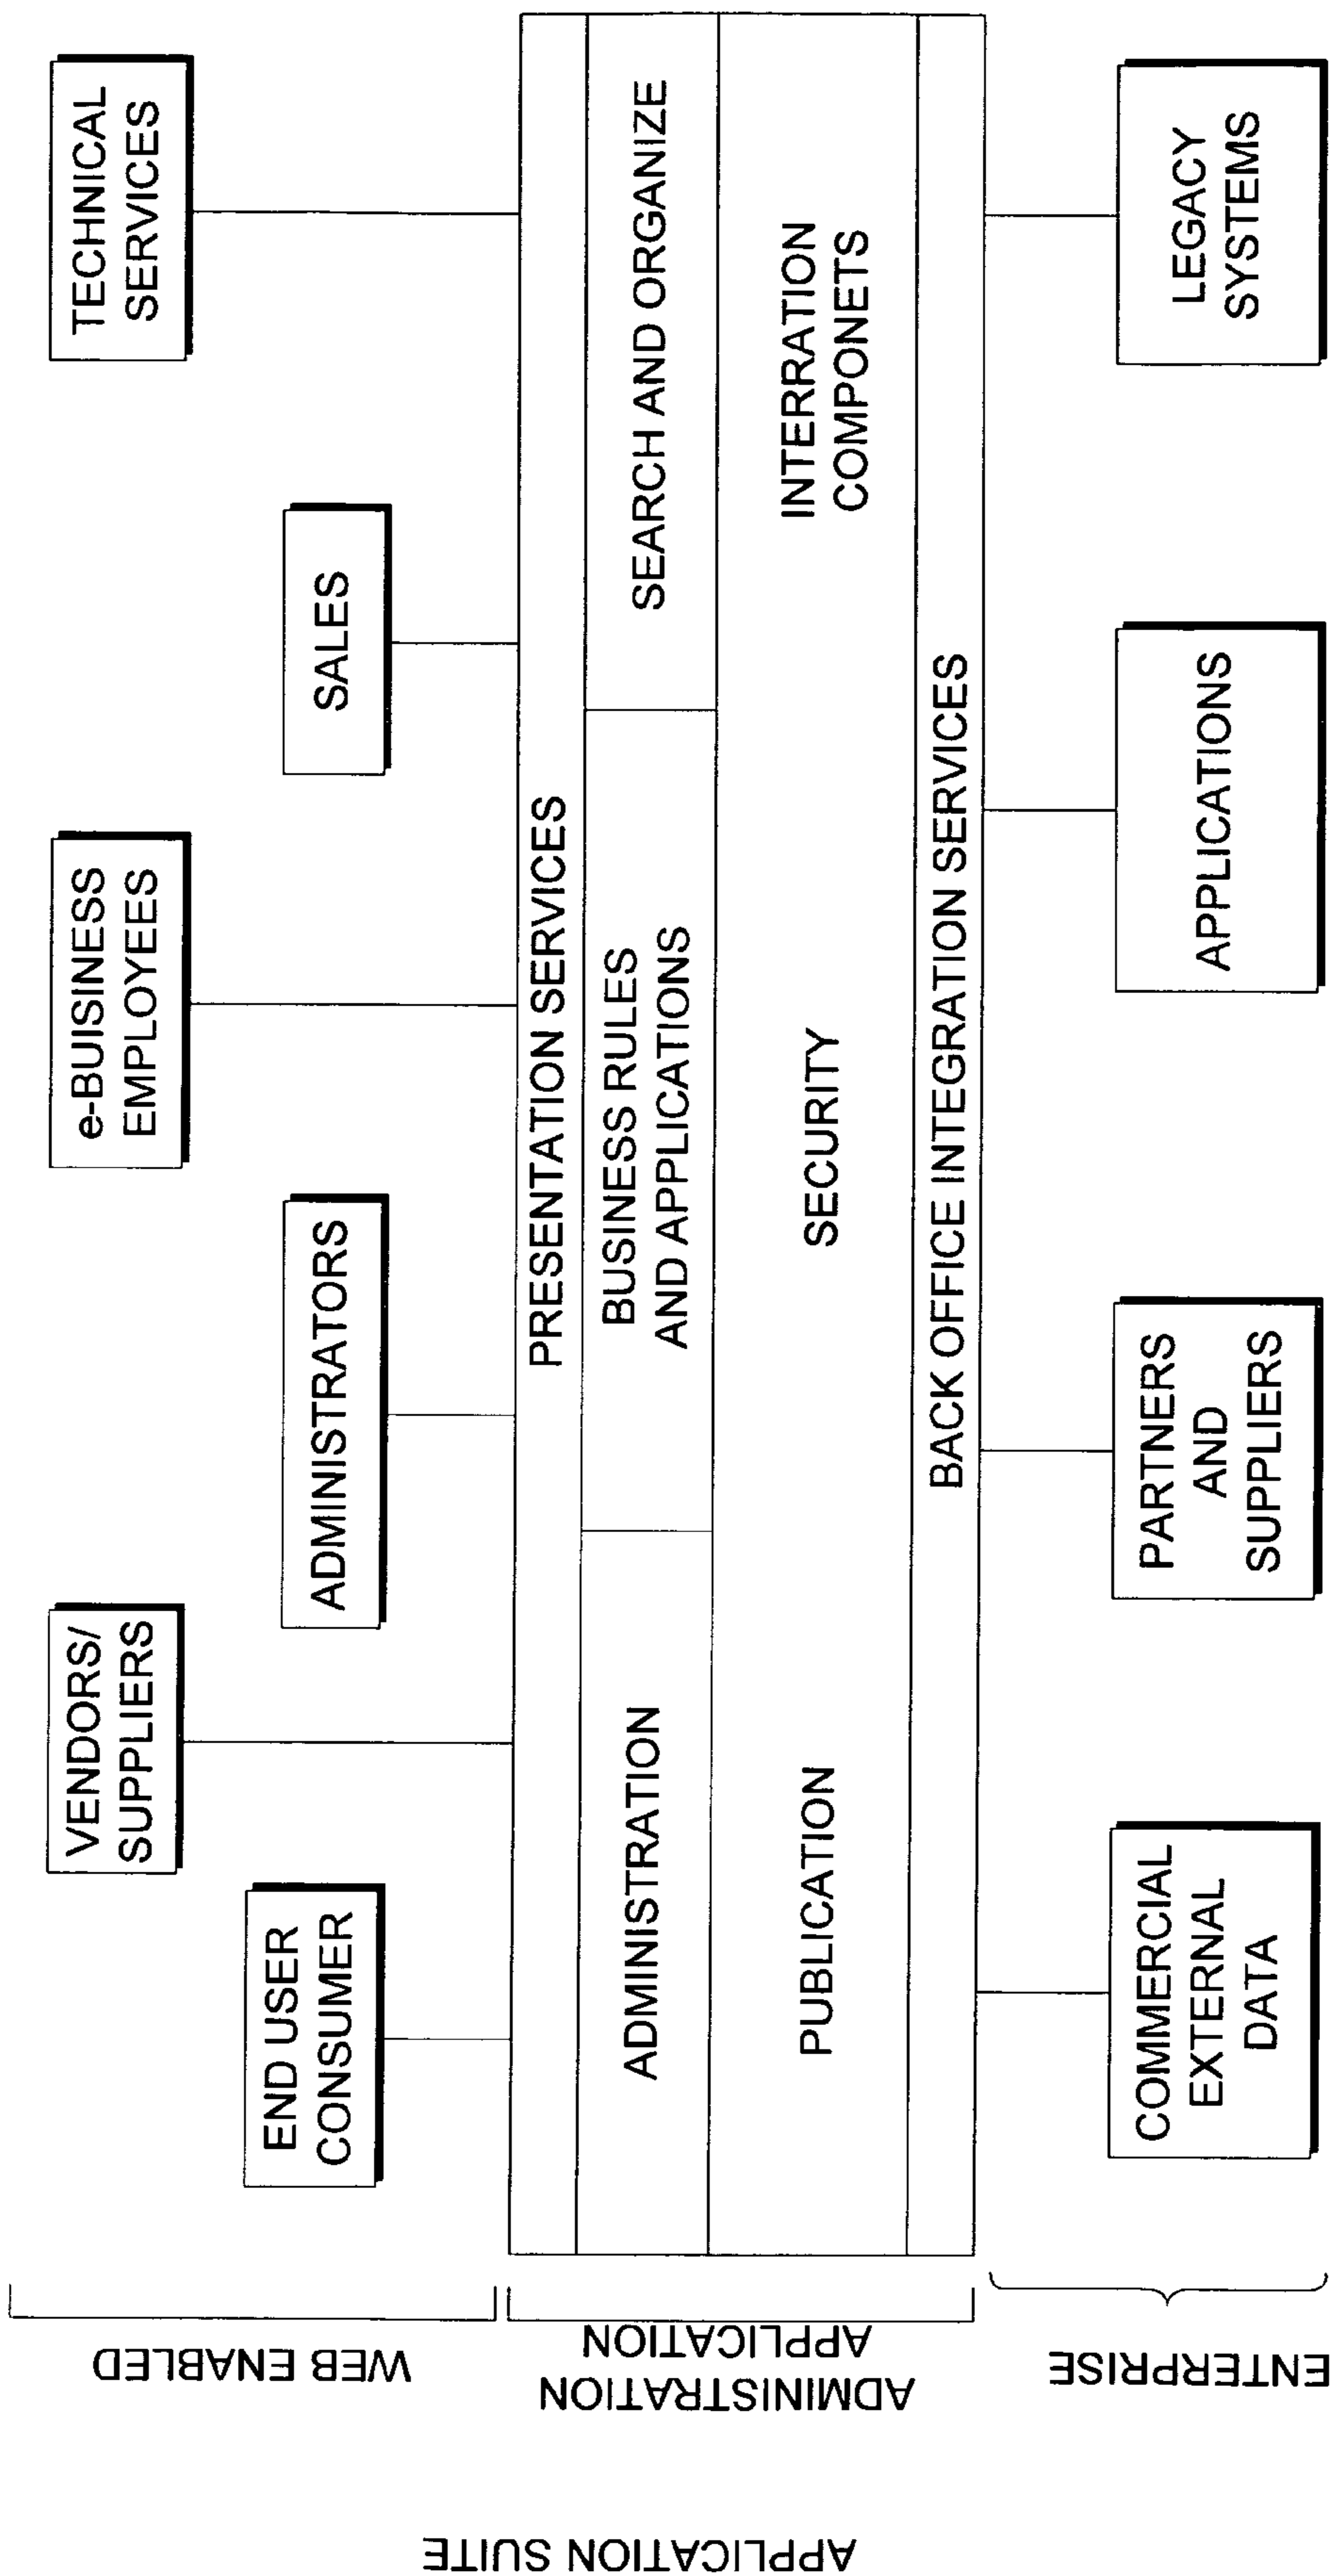 APPLICATION SUITE
WEB ENABLED
VENDORS/
SUPPLIERS
e-BUISINESS
EMPLOYEES
TECHNICAL
SERVICES
END USER
CONSUMER
ADMINISTRATORS
SALES
ADMINISTRATION
APPLICATION
PRESENTATION SERVICES
ADMINISTRATION
BUSINESS RULES
AND APPLICATIONS
SEARCH AND ORGANIZE
PUBLICATION
SECURITY
INTERRATION
COMPONETS
BACK OFFICE INTEGRATION SERVICES
ENTERPRISE
COMMERCIAL
EXTERNAL
DATA
PARTNERS
AND
SUPPLIERS
APPLICATIONS
LEGACY
SYSTEMS